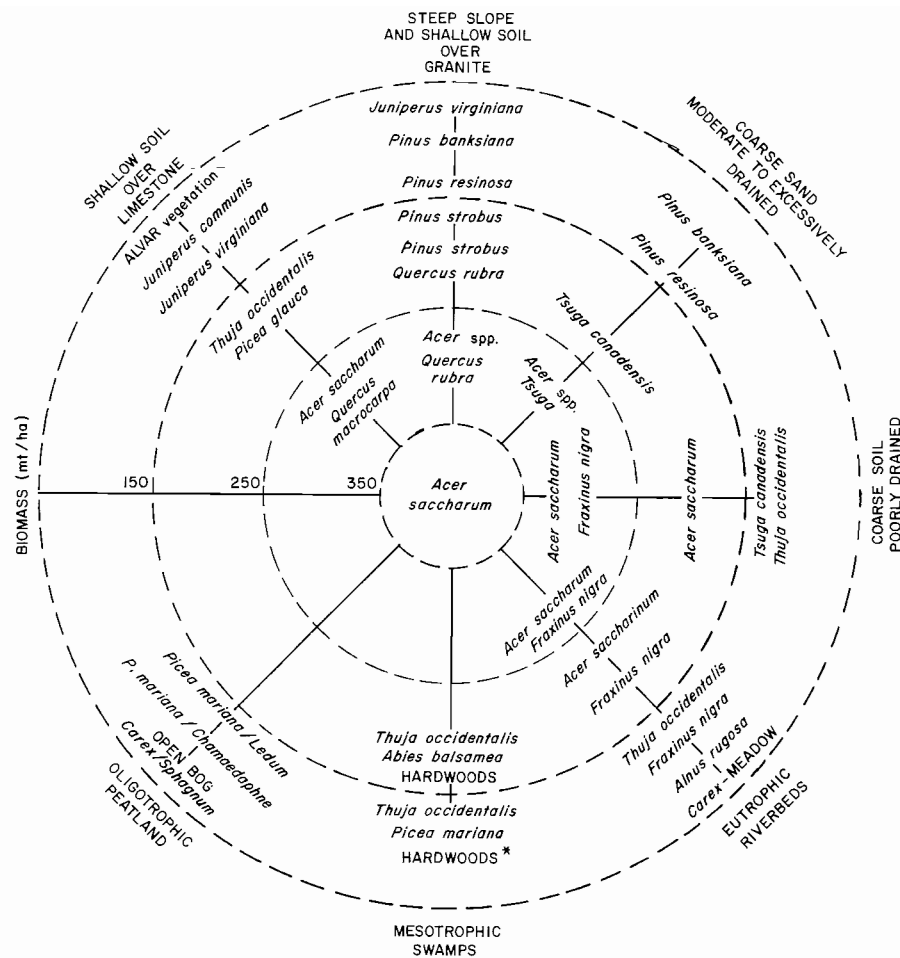 STEEP SLOPE
AND SHALLOW SOIL
OVER
GRANITE
Juniperus virginiana
Pinus banksiana
Pinus resinosa
Pinus strobus
Pinus strobus
Quercus rubra
Acer spp.
Quercus
rubra
COARSE SAND
MODERATE TO EXCESSIVELY
DRAINED
Pinus banksiana
Pinus resinosa
Tsuga canadensis
Acer spp.
Tsuga
COARSE SOIL
POORLY DRAINED
Acer saccharum
Fraxinus nigra
Acer saccharum
Tsuga canadensis
Thuja occidentalis
EUTROPHIC
RIVERBEDS
Acer saccharum
Fraxinus nigra
Acer saccharinum
Fraxinus nigra
Thuja occidentalis
Fraxinus nigra
Alnus rugosa
Carex-MEADOW
MESOTROPHIC
SWAMPS
Thuja occidentalis
Abies balsamea
HARDWOODS
Thuja occidentalis
Picea mariana
HARDWOODS*
OLIGOTROPHIC
PEATLAND
Picea mariana/Ledum
P. mariana/Chamaedaphne
OPEN BOG
Carex/Sphagnum
BIOMASS (mt/ha)
150
250
350
Acer
saccharum
SHALLOW SOIL
OVER
LIMESTONE
ALVAR vegetation
Juniperus communis
Juniperus virginiana
Thuja occidentalis
Picea glauca
Acer saccharum
Quercus
macrocarpa